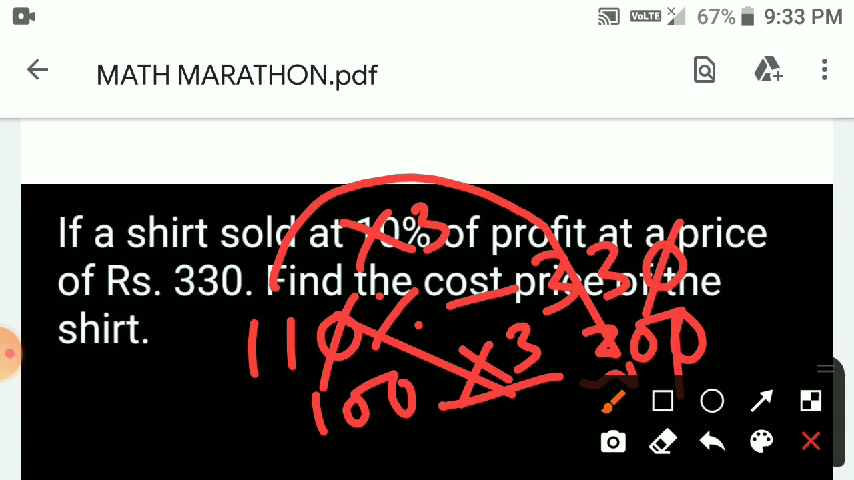 VoLTE 67% 9:33 PM
MATH MARATHON.pdf
If a shirt sold at 10% of profit at a price
of Rs. 330. Find the cost price of the
shirt.
×3
110% — 330
100 ×3 300